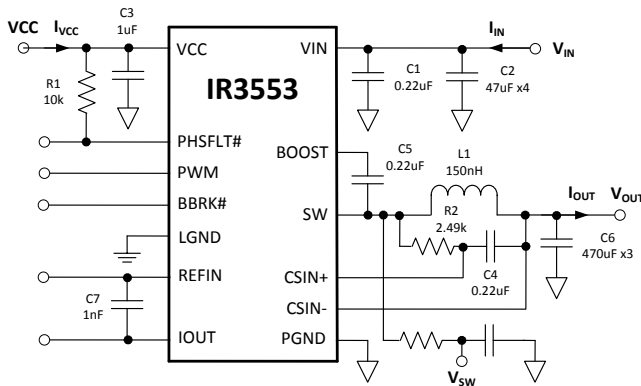 VCC
IVCC
C3
1uF
R1
10k
IR3553
VCC
PHSFLT#
PWM
BBRK#
LGND
REFIN
IOUT
C7
1nF
VIN
BOOST
SW
CSIN+
CSIN-
PGND
IIN
VIN
C1
0.22uF
C2
47uF x4
C5
0.22uF
L1
150nH
IOUT
VOUT
R2
2.49k
C4
0.22uF
C6
470uF x3
VSW